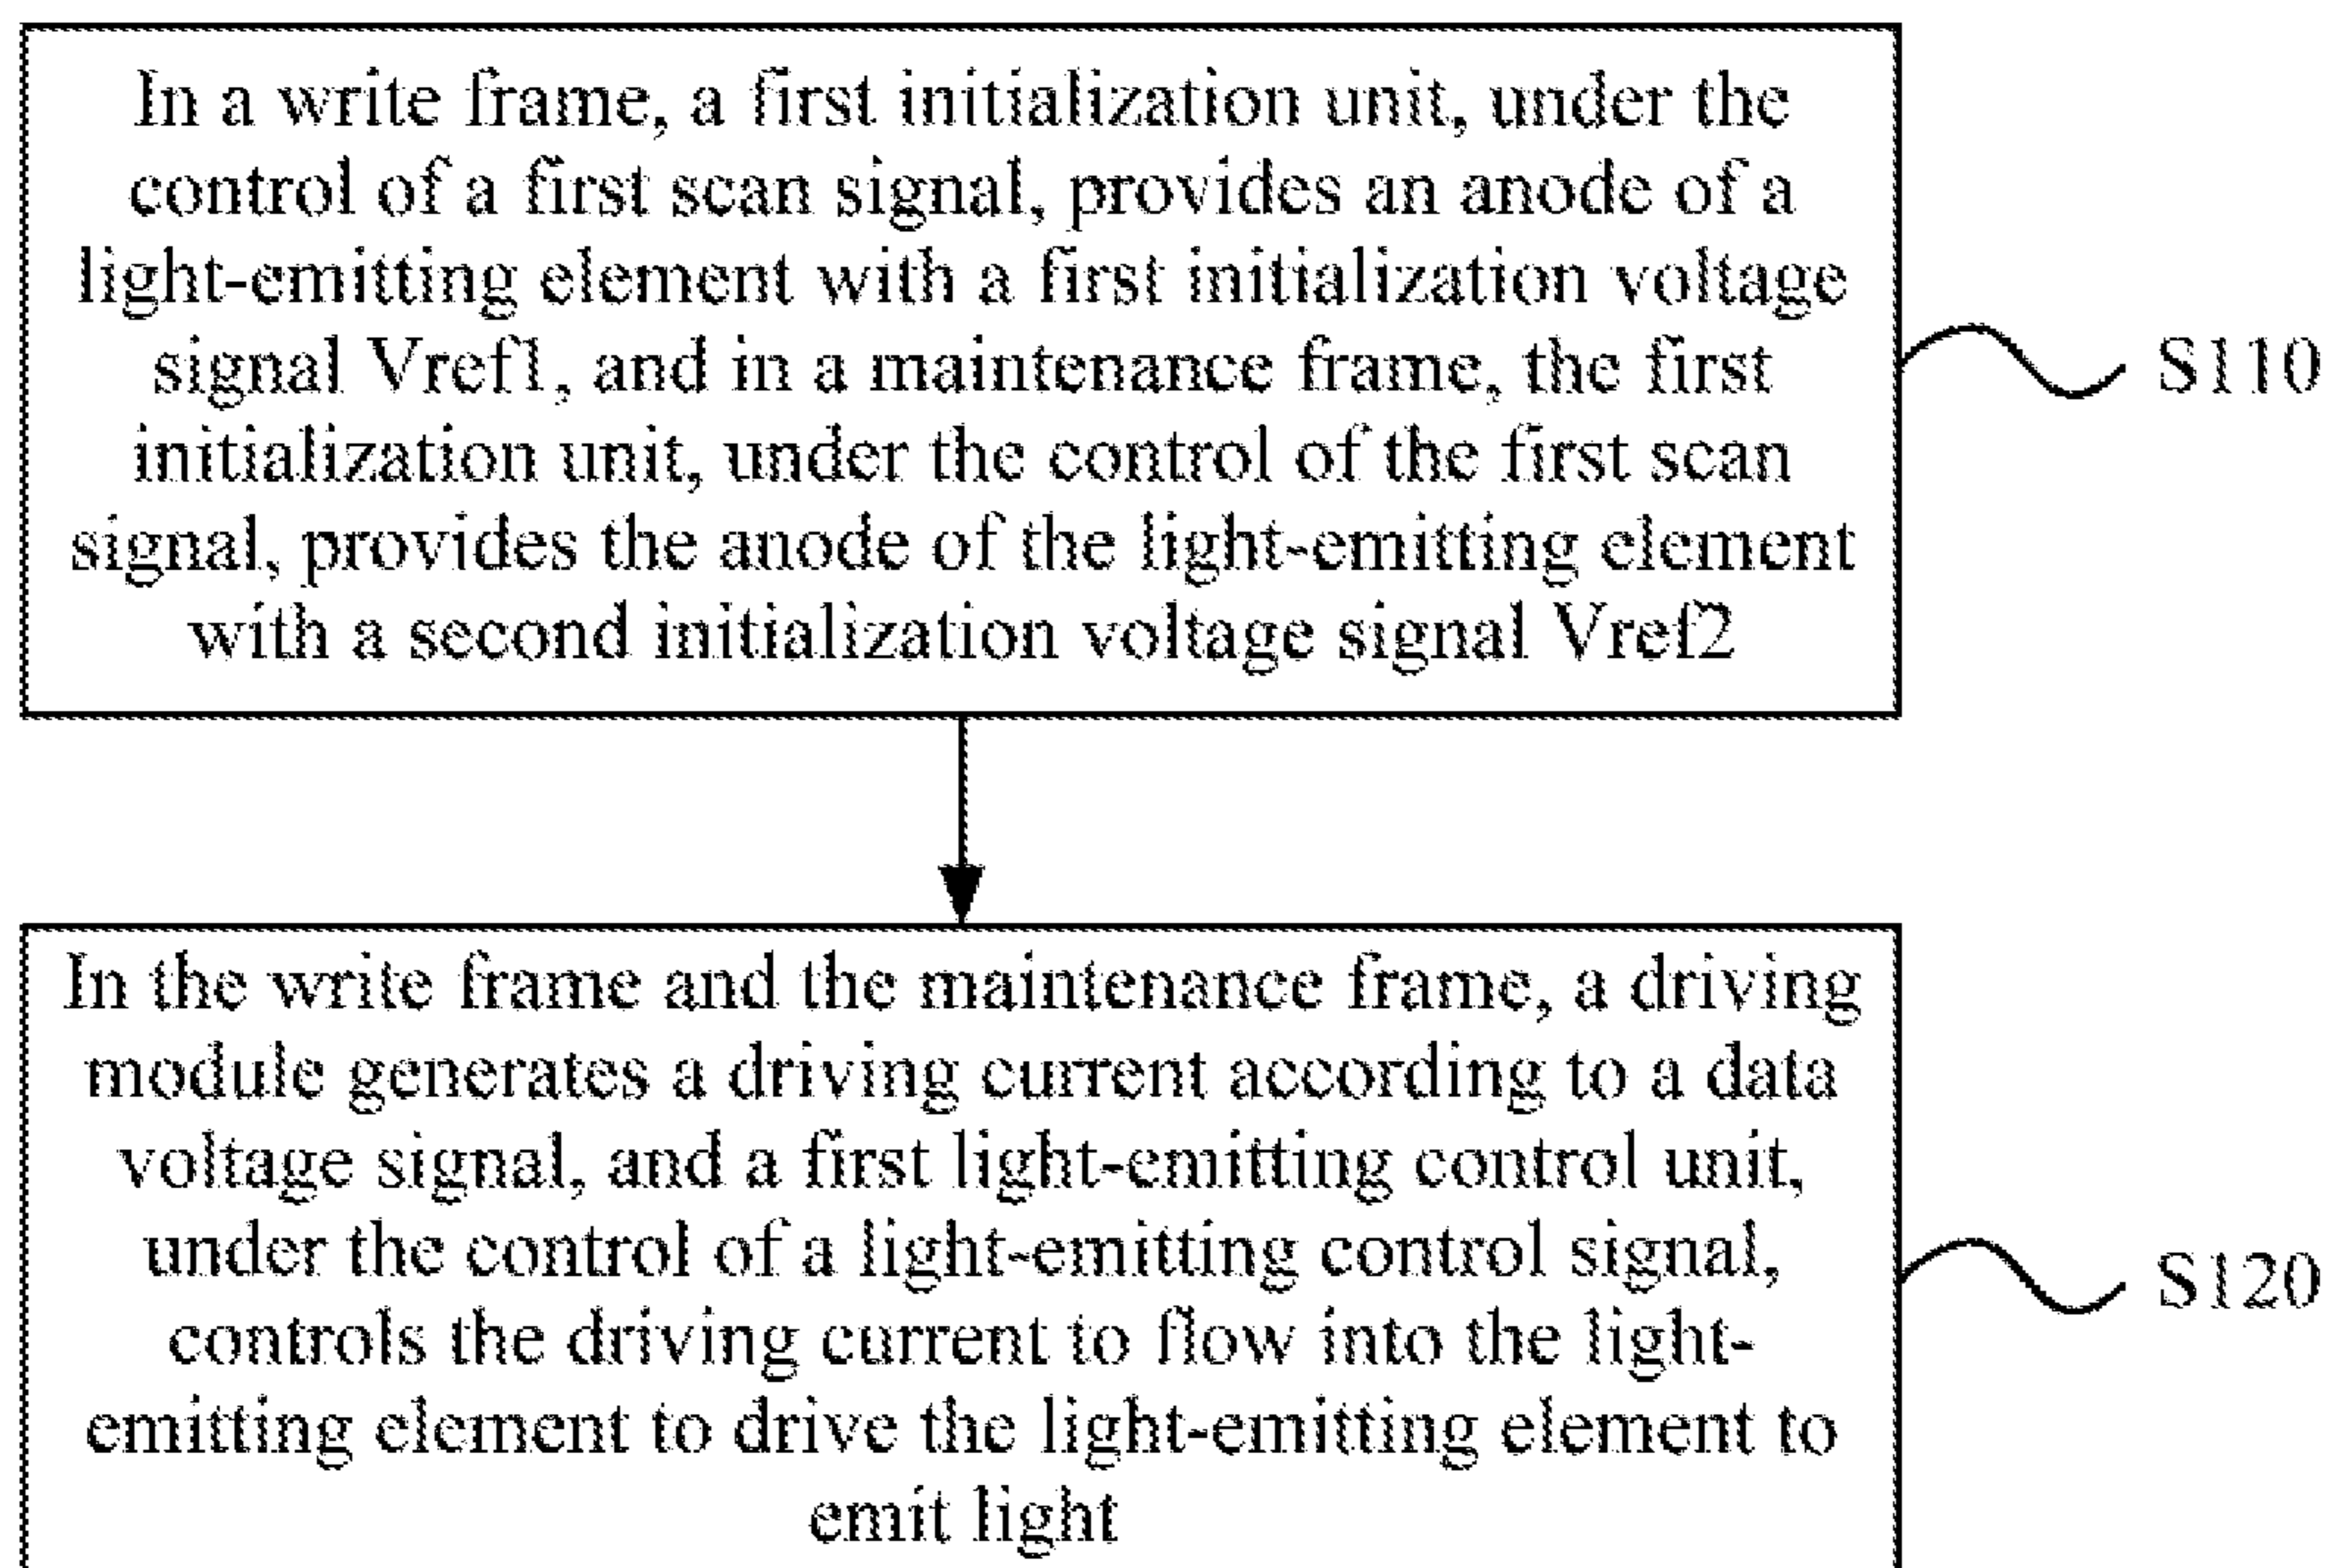 In a write frame, a first initialization unit, under the
control of a first scan signal, provides an anode of a
light-emitting element with a first initialization voltage
signal Vref1, and in a maintenance frame, the first
initialization unit, under the control of the first scan
signal, provides the anode of the light-emitting element
with a second initialization voltage signal Vref2
S110
In the write frame and the maintenance frame, a driving
module generates a driving current according to a data
voltage signal, and a first light-emitting control unit,
under the control of a light-emitting control signal,
controls the driving current to flow into the light-
emitting element to drive the light-emitting element to
emit light
S120